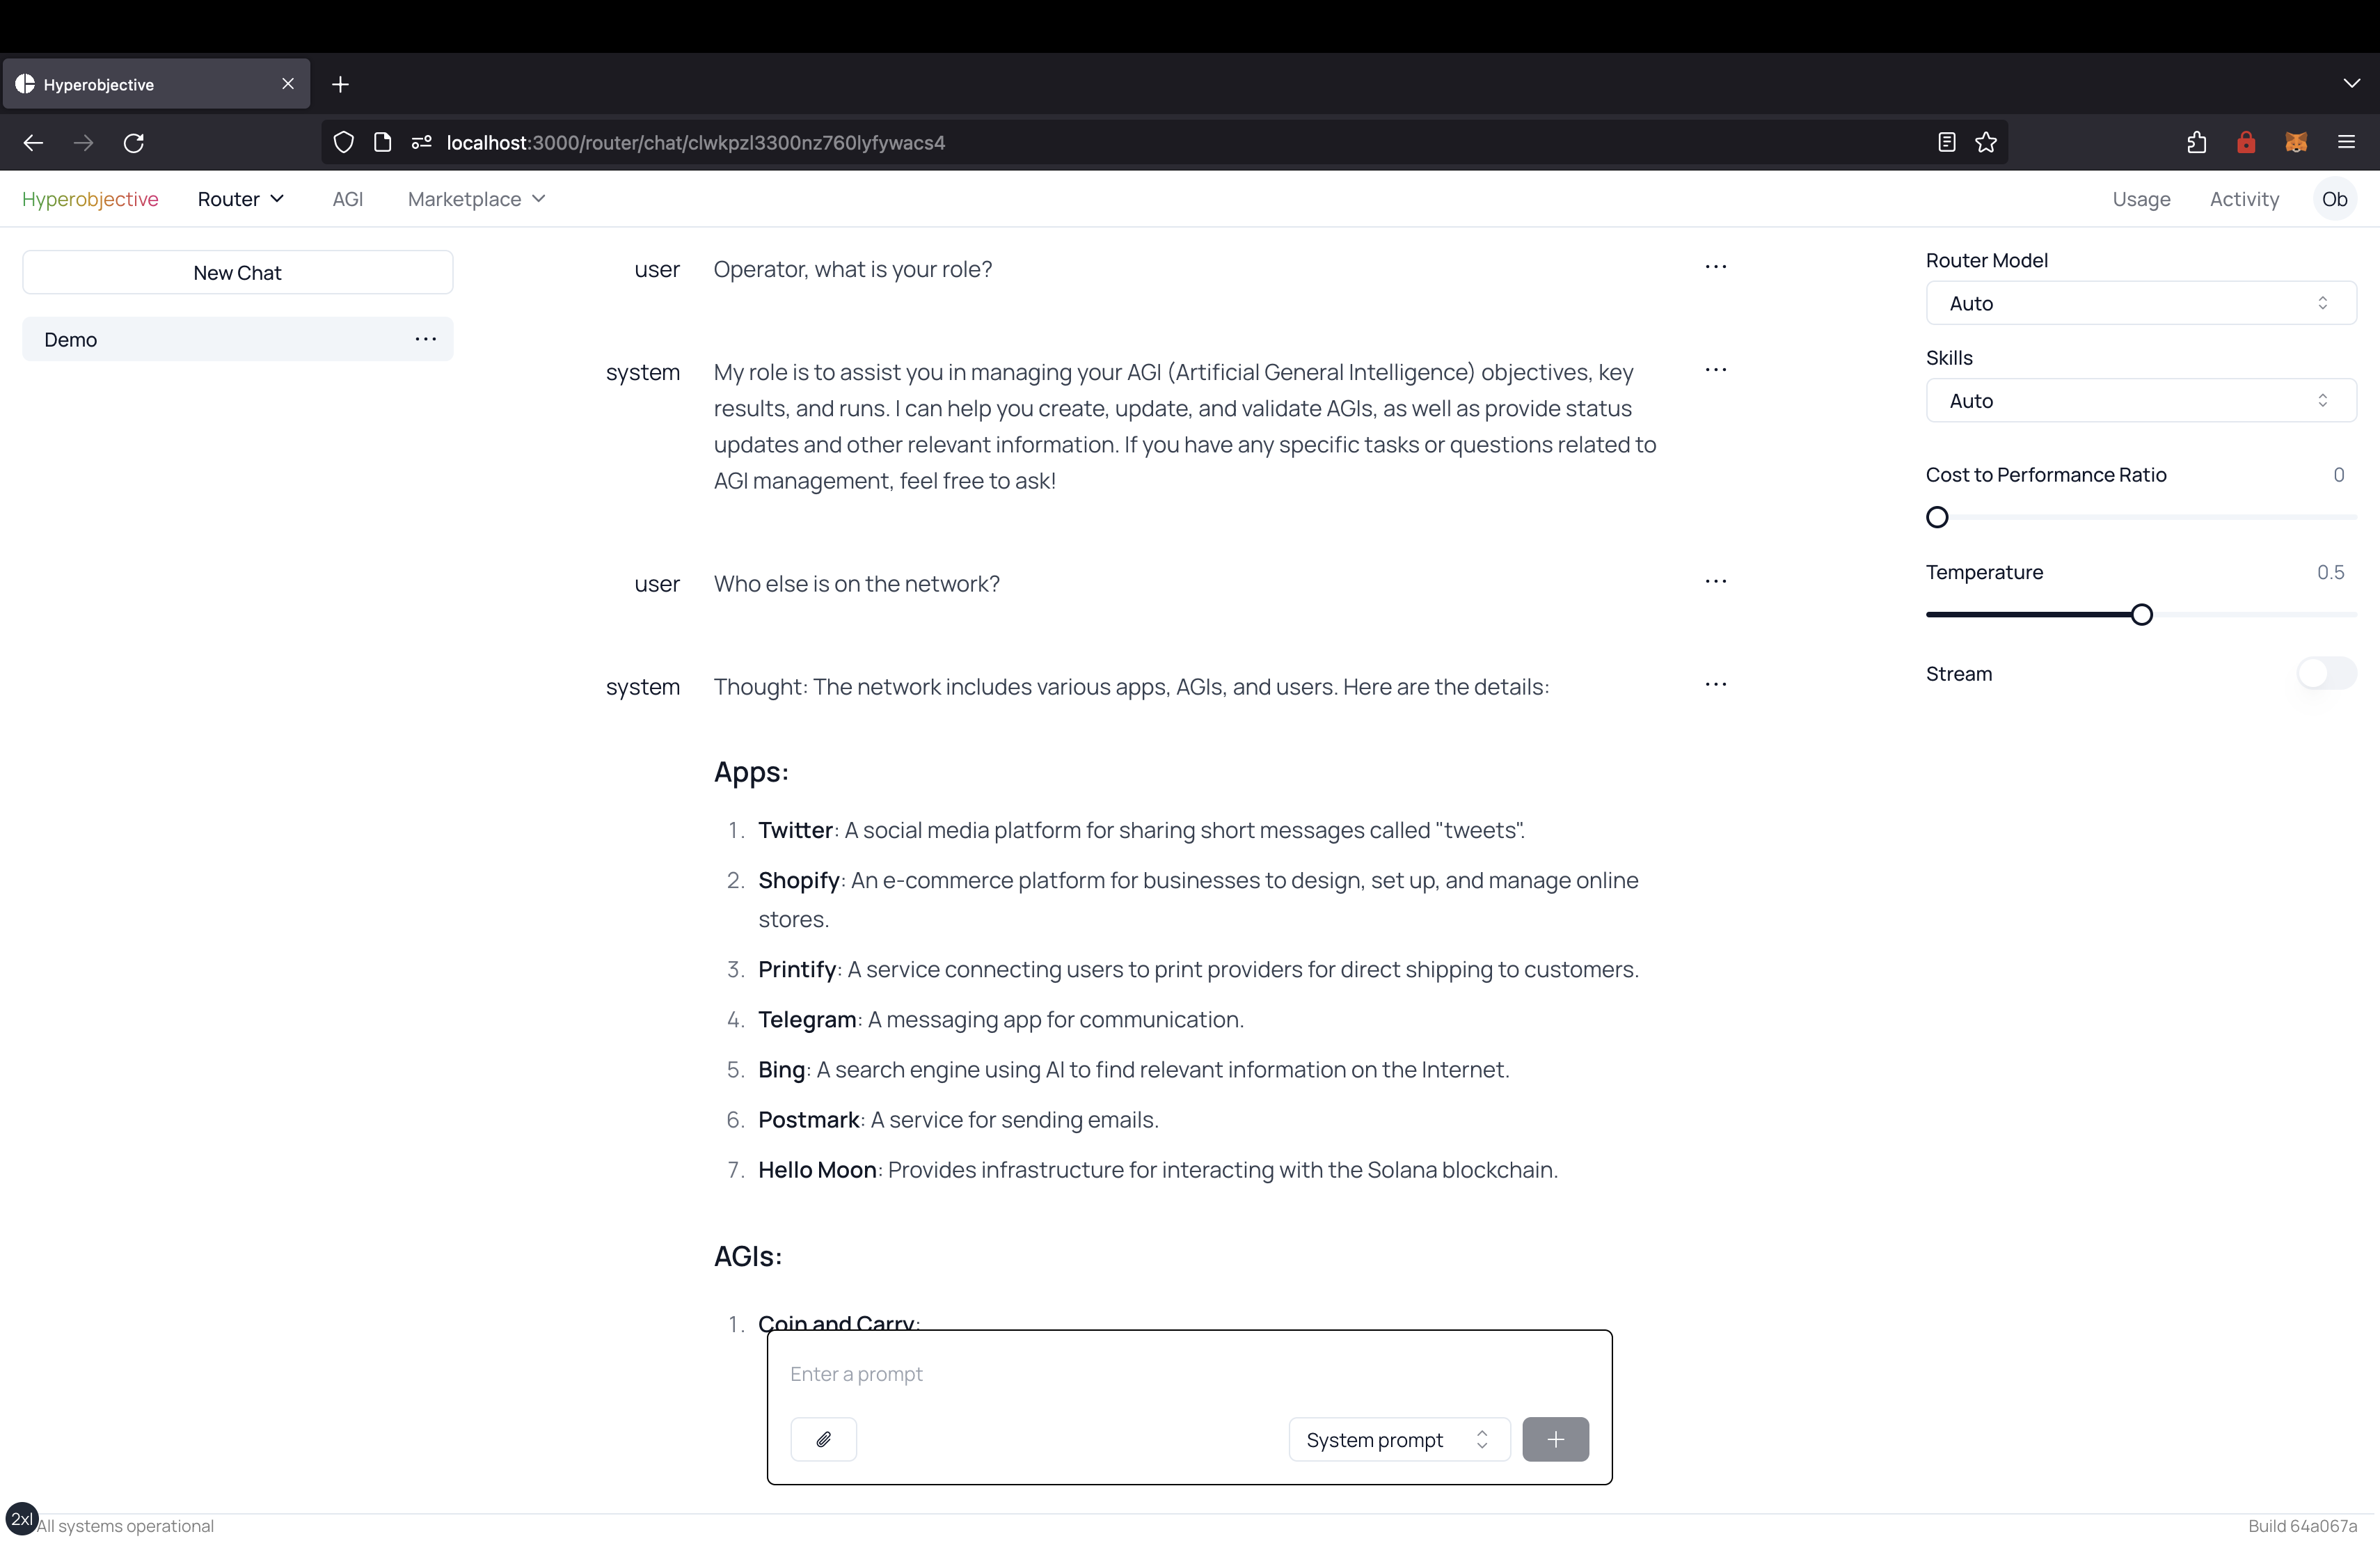 Hyperobjective
localhost:3000/router/chat/clwkpzl3300nz760lyfywacs4
Hyperobjective Router AGI Marketplace Usage Activity Ob
New Chat
Demo
user Operator, what is your role?
system My role is to assist you in managing your AGI (Artificial General Intelligence) objectives, key
results, and runs. I can help you create, update, and validate AGIs, as well as provide status
updates and other relevant information. If you have any specific tasks or questions related to
AGI management, feel free to ask!
user Who else is on the network?
system Thought: The network includes various apps, AGIs, and users. Here are the details:
Apps:
1. Twitter: A social media platform for sharing short messages called "tweets".
2. Shopify: An e-commerce platform for businesses to design, set up, and manage online
stores.
3. Printify: A service connecting users to print providers for direct shipping to customers.
4. Telegram: A messaging app for communication.
5. Bing: A search engine using AI to find relevant information on the Internet.
6. Postmark: A service for sending emails.
7. Hello Moon: Provides infrastructure for interacting with the Solana blockchain.
AGIs:
1. Coin and Carry:
Enter a prompt
System prompt
Router Model
Auto
Skills
Auto
Cost to Performance Ratio 0
Temperature 0.5
Stream
2xl All systems operational
Build 64a067a